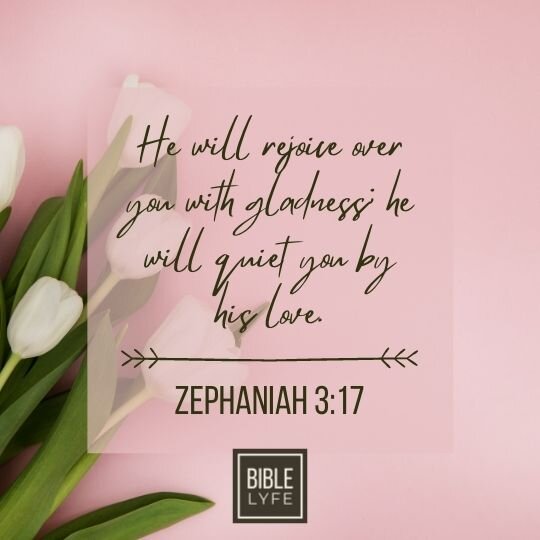 He will rejoice over
you with gladness; he
will quiet you by
his love.
ZEPHANIAH 3:17
BIBLE
LYFE